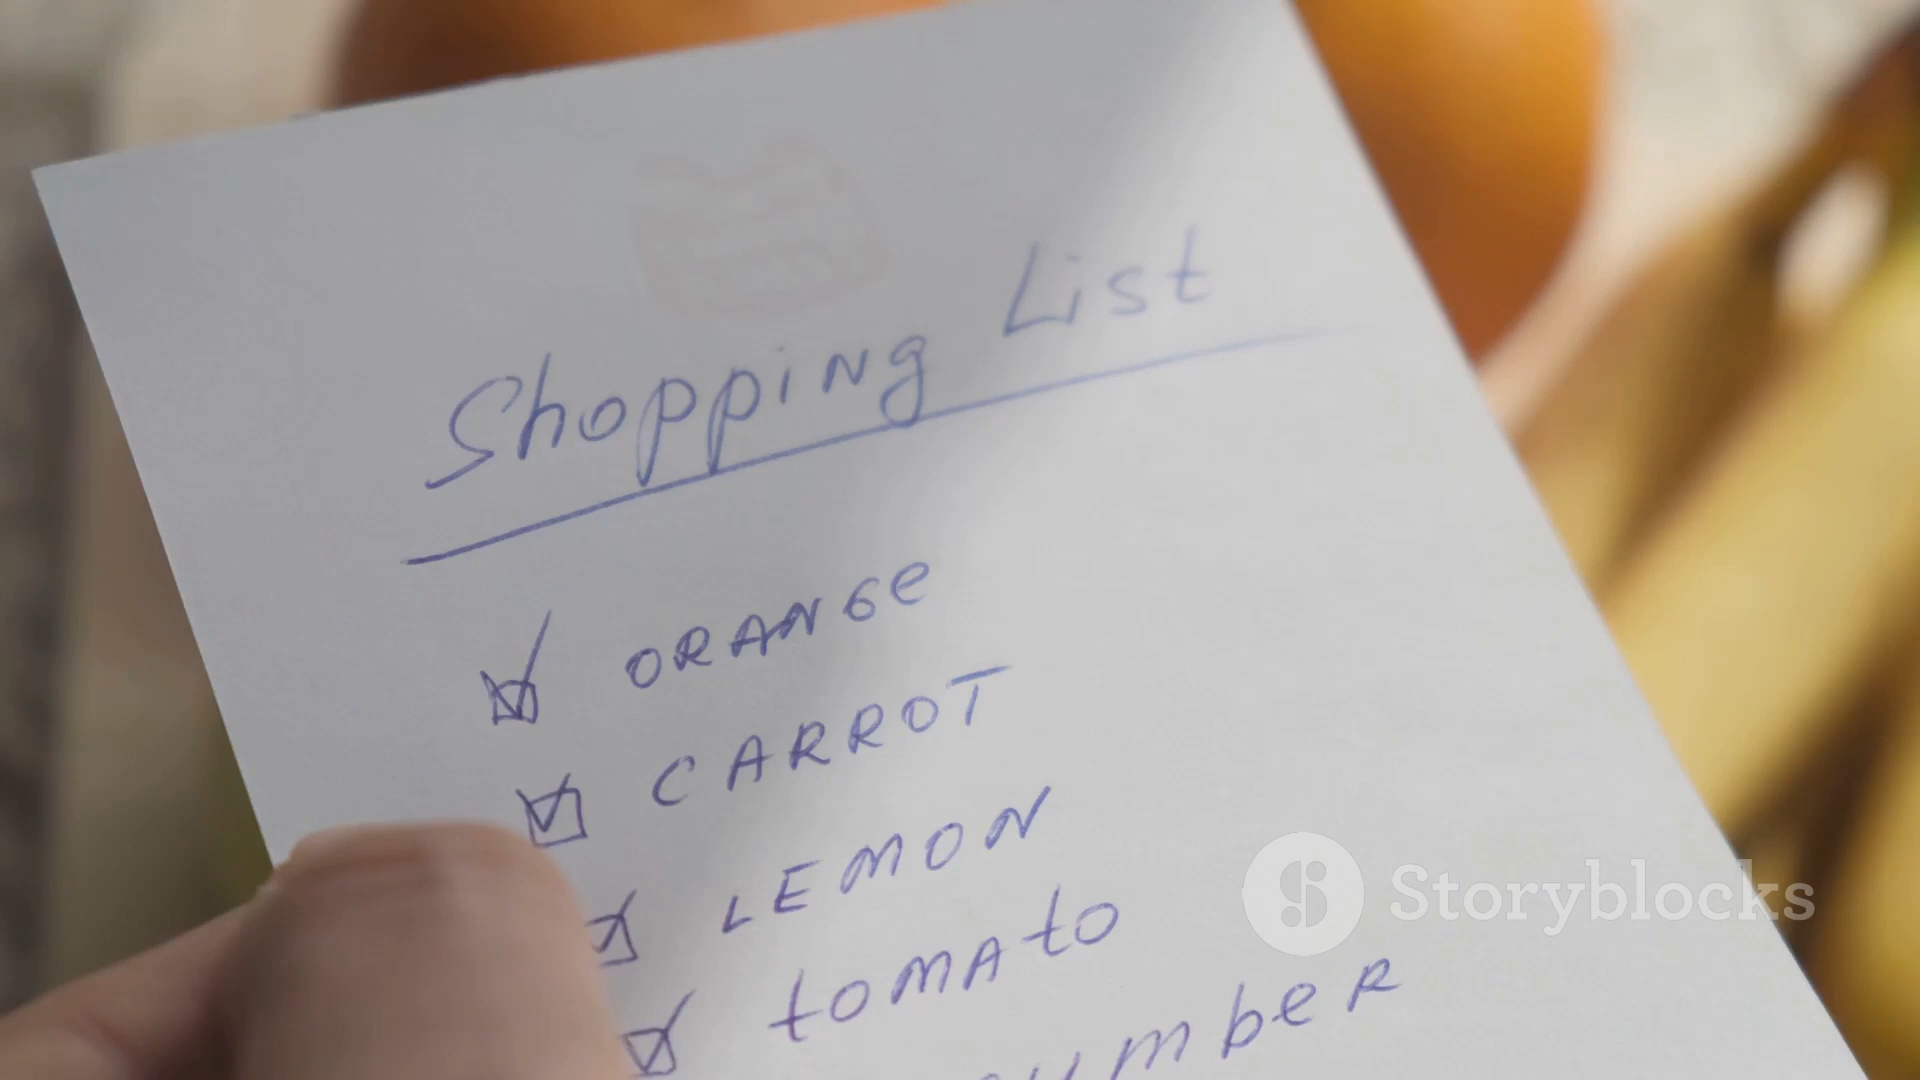 Shopping List
ORANGE
CARROT
LEMON
tomAto
Storyblocks